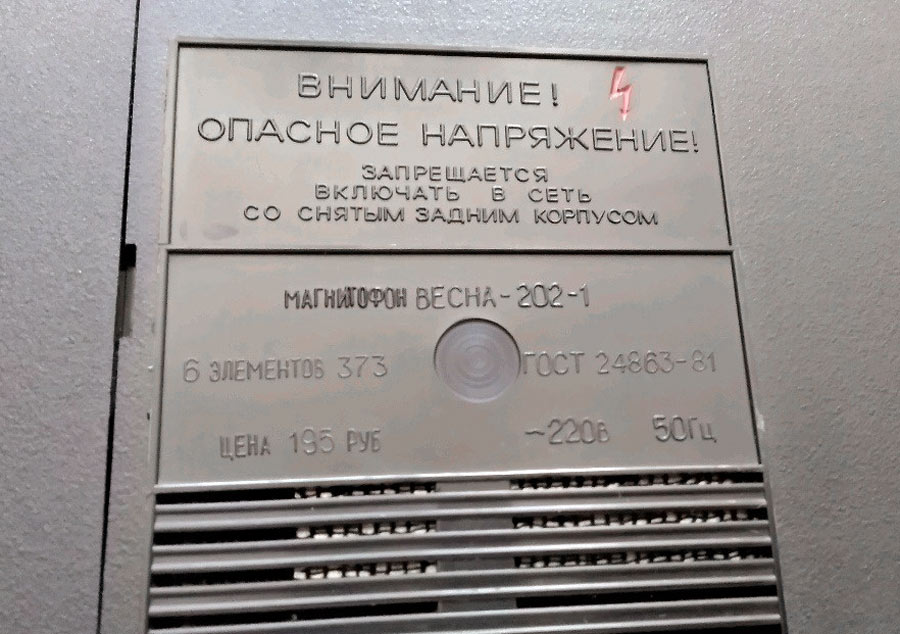 ВНИМАНИЕ!
ОПАСНОЕ НАПРЯЖЕНИЕ!
ЗАПРЕЩАЕТСЯ
ВКЛЮЧАТЬ В СЕТЬ
СО СНЯТЫМ ЗАДНИМ КОРПУСОМ
МАГНИТОФОН ВЕСНА-202-1
6 ЭЛЕМЕНТОВ 373 ГОСТ 24863-81
ЦЕНА 195 РУБ ~220В 50Гц